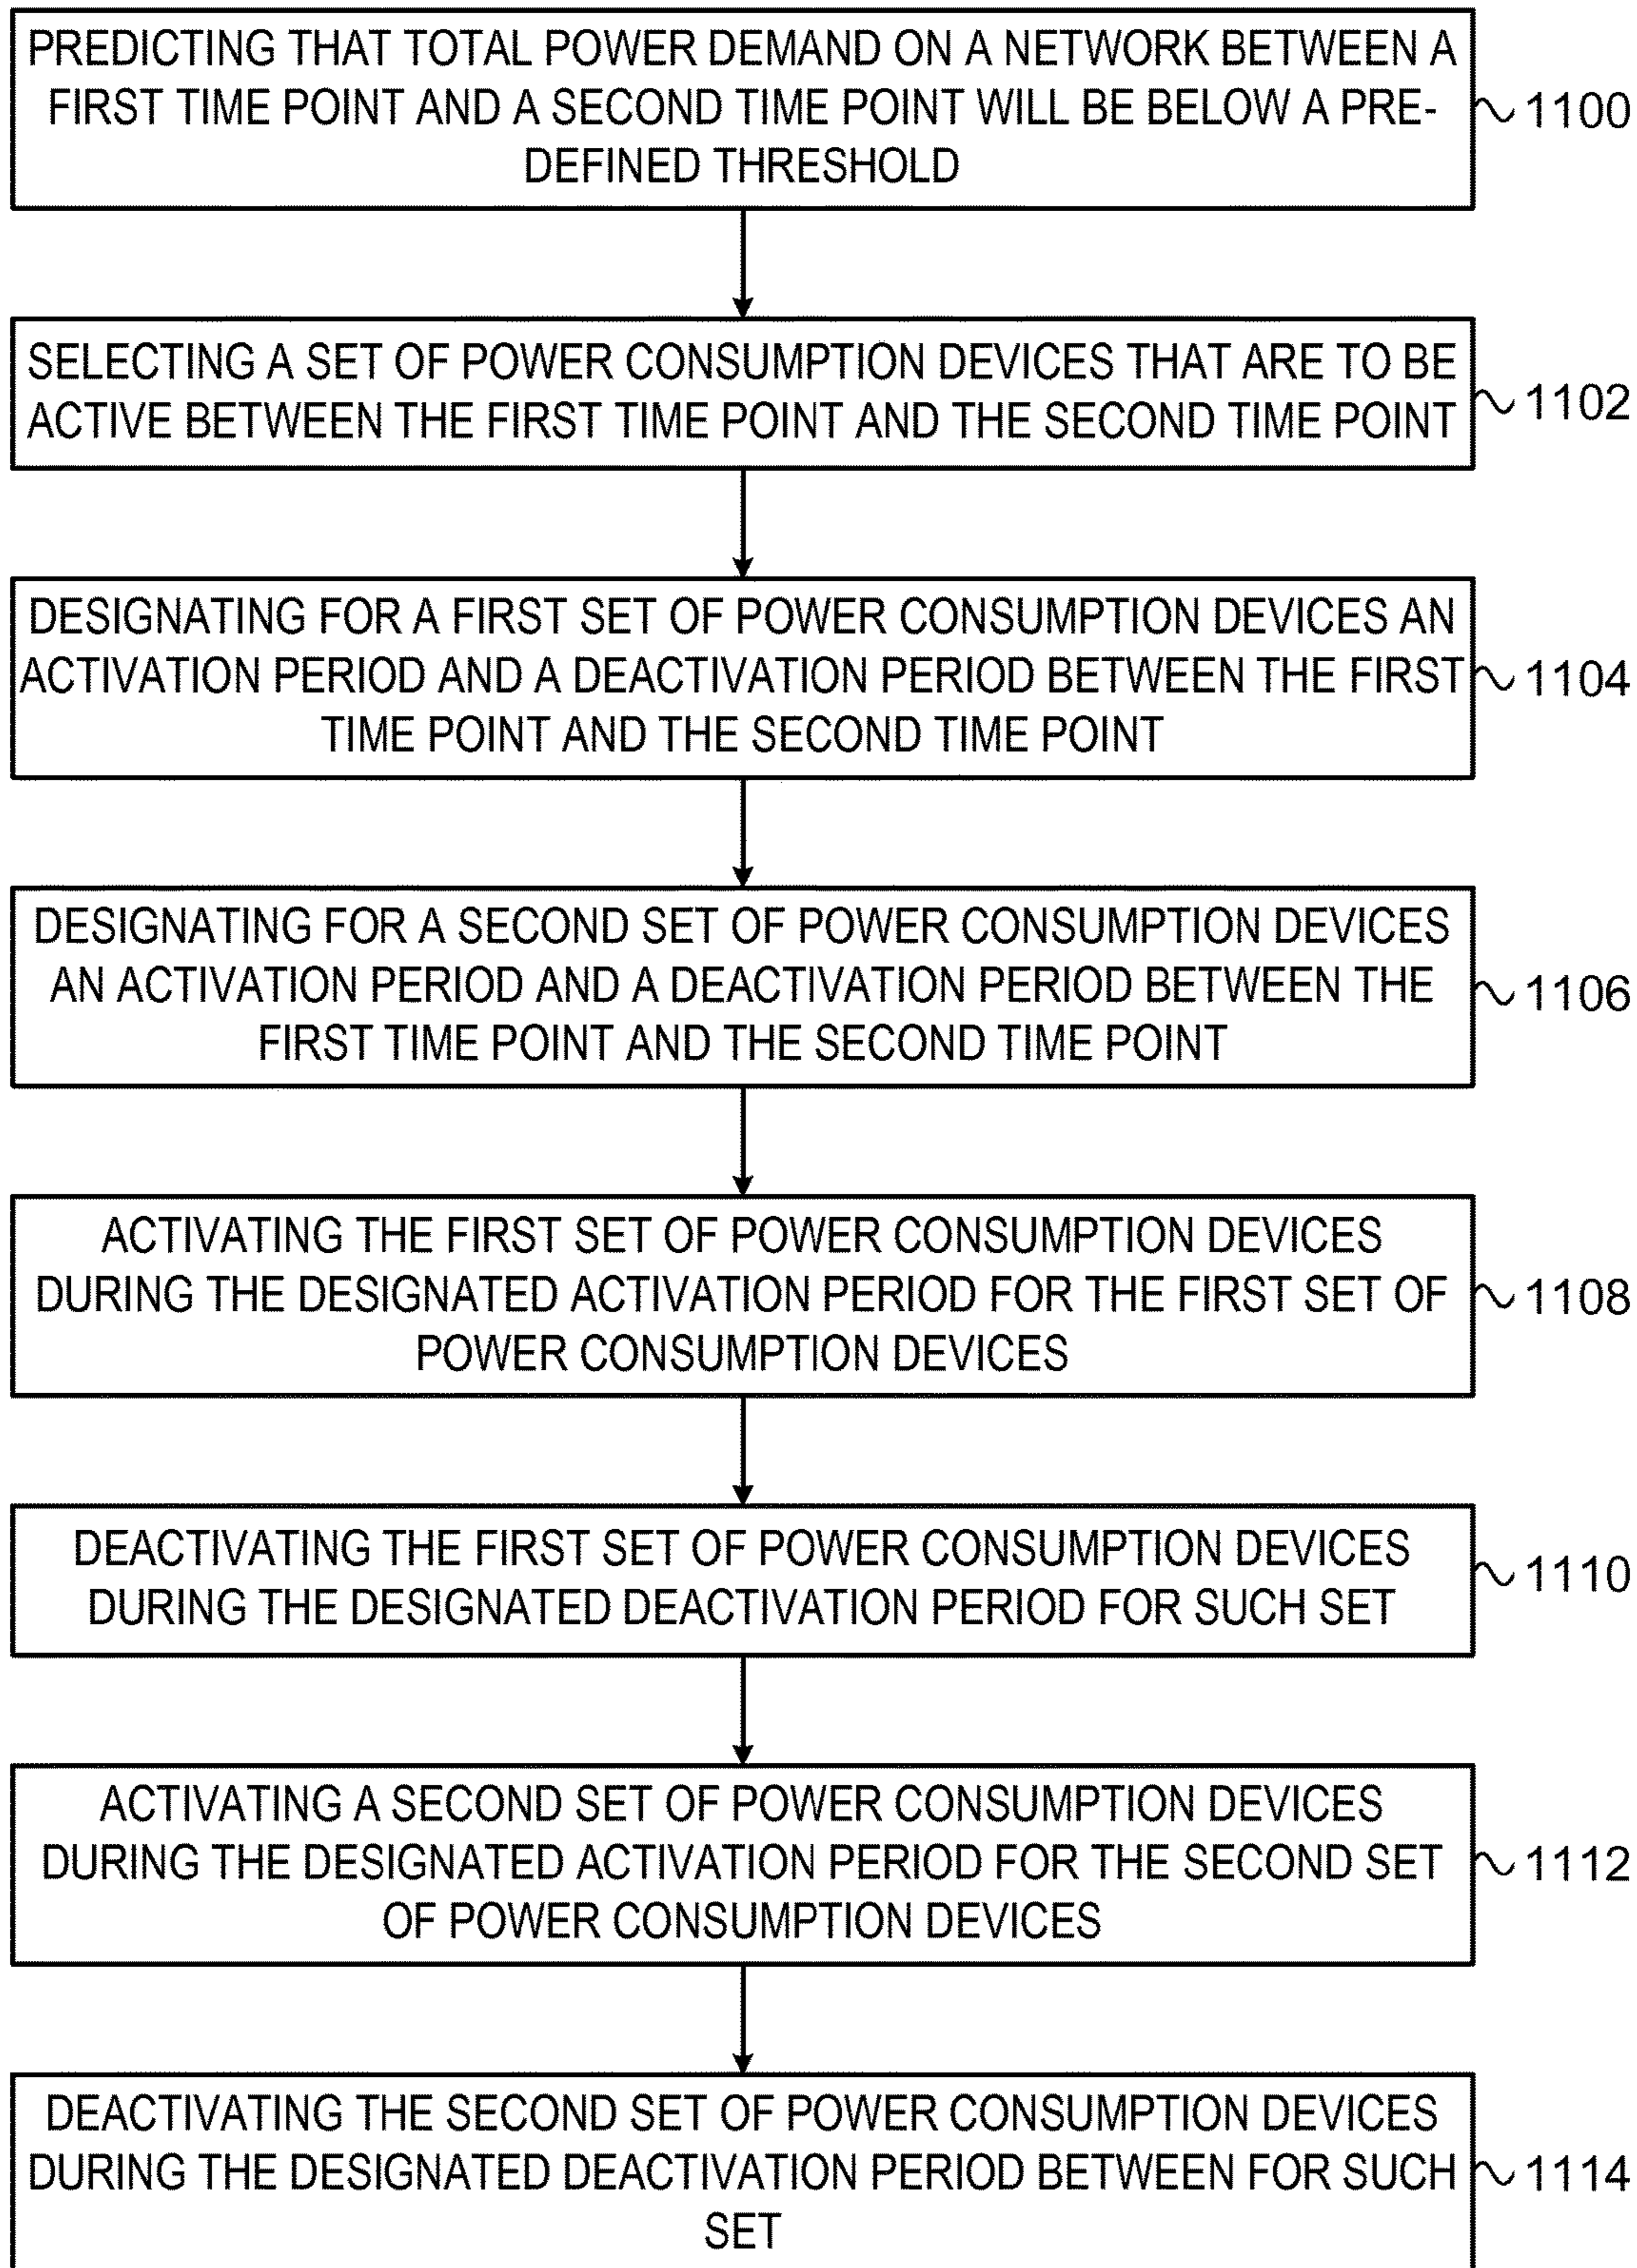 PREDICTING THAT TOTAL POWER DEMAND ON A NETWORK BETWEEN A
FIRST TIME POINT AND A SECOND TIME POINT WILL BE BELOW A PRE-
DEFINED THRESHOLD
1100
SELECTING A SET OF POWER CONSUMPTION DEVICES THAT ARE TO BE
ACTIVE BETWEEN THE FIRST TIME POINT AND THE SECOND TIME POINT
1102
DESIGNATING FOR A FIRST SET OF POWER CONSUMPTION DEVICES AN
ACTIVATION PERIOD AND A DEACTIVATION PERIOD BETWEEN THE FIRST
TIME POINT AND THE SECOND TIME POINT
1104
DESIGNATING FOR A SECOND SET OF POWER CONSUMPTION DEVICES
AN ACTIVATION PERIOD AND A DEACTIVATION PERIOD BETWEEN THE
FIRST TIME POINT AND THE SECOND TIME POINT
1106
ACTIVATING THE FIRST SET OF POWER CONSUMPTION DEVICES
DURING THE DESIGNATED ACTIVATION PERIOD FOR THE FIRST SET OF
POWER CONSUMPTION DEVICES
1108
DEACTIVATING THE FIRST SET OF POWER CONSUMPTION DEVICES
DURING THE DESIGNATED DEACTIVATION PERIOD FOR SUCH SET
1110
ACTIVATING A SECOND SET OF POWER CONSUMPTION DEVICES
DURING THE DESIGNATED ACTIVATION PERIOD FOR THE SECOND SET
OF POWER CONSUMPTION DEVICES
1112
DEACTIVATING THE SECOND SET OF POWER CONSUMPTION DEVICES
DURING THE DESIGNATED DEACTIVATION PERIOD BETWEEN FOR SUCH
SET
1114